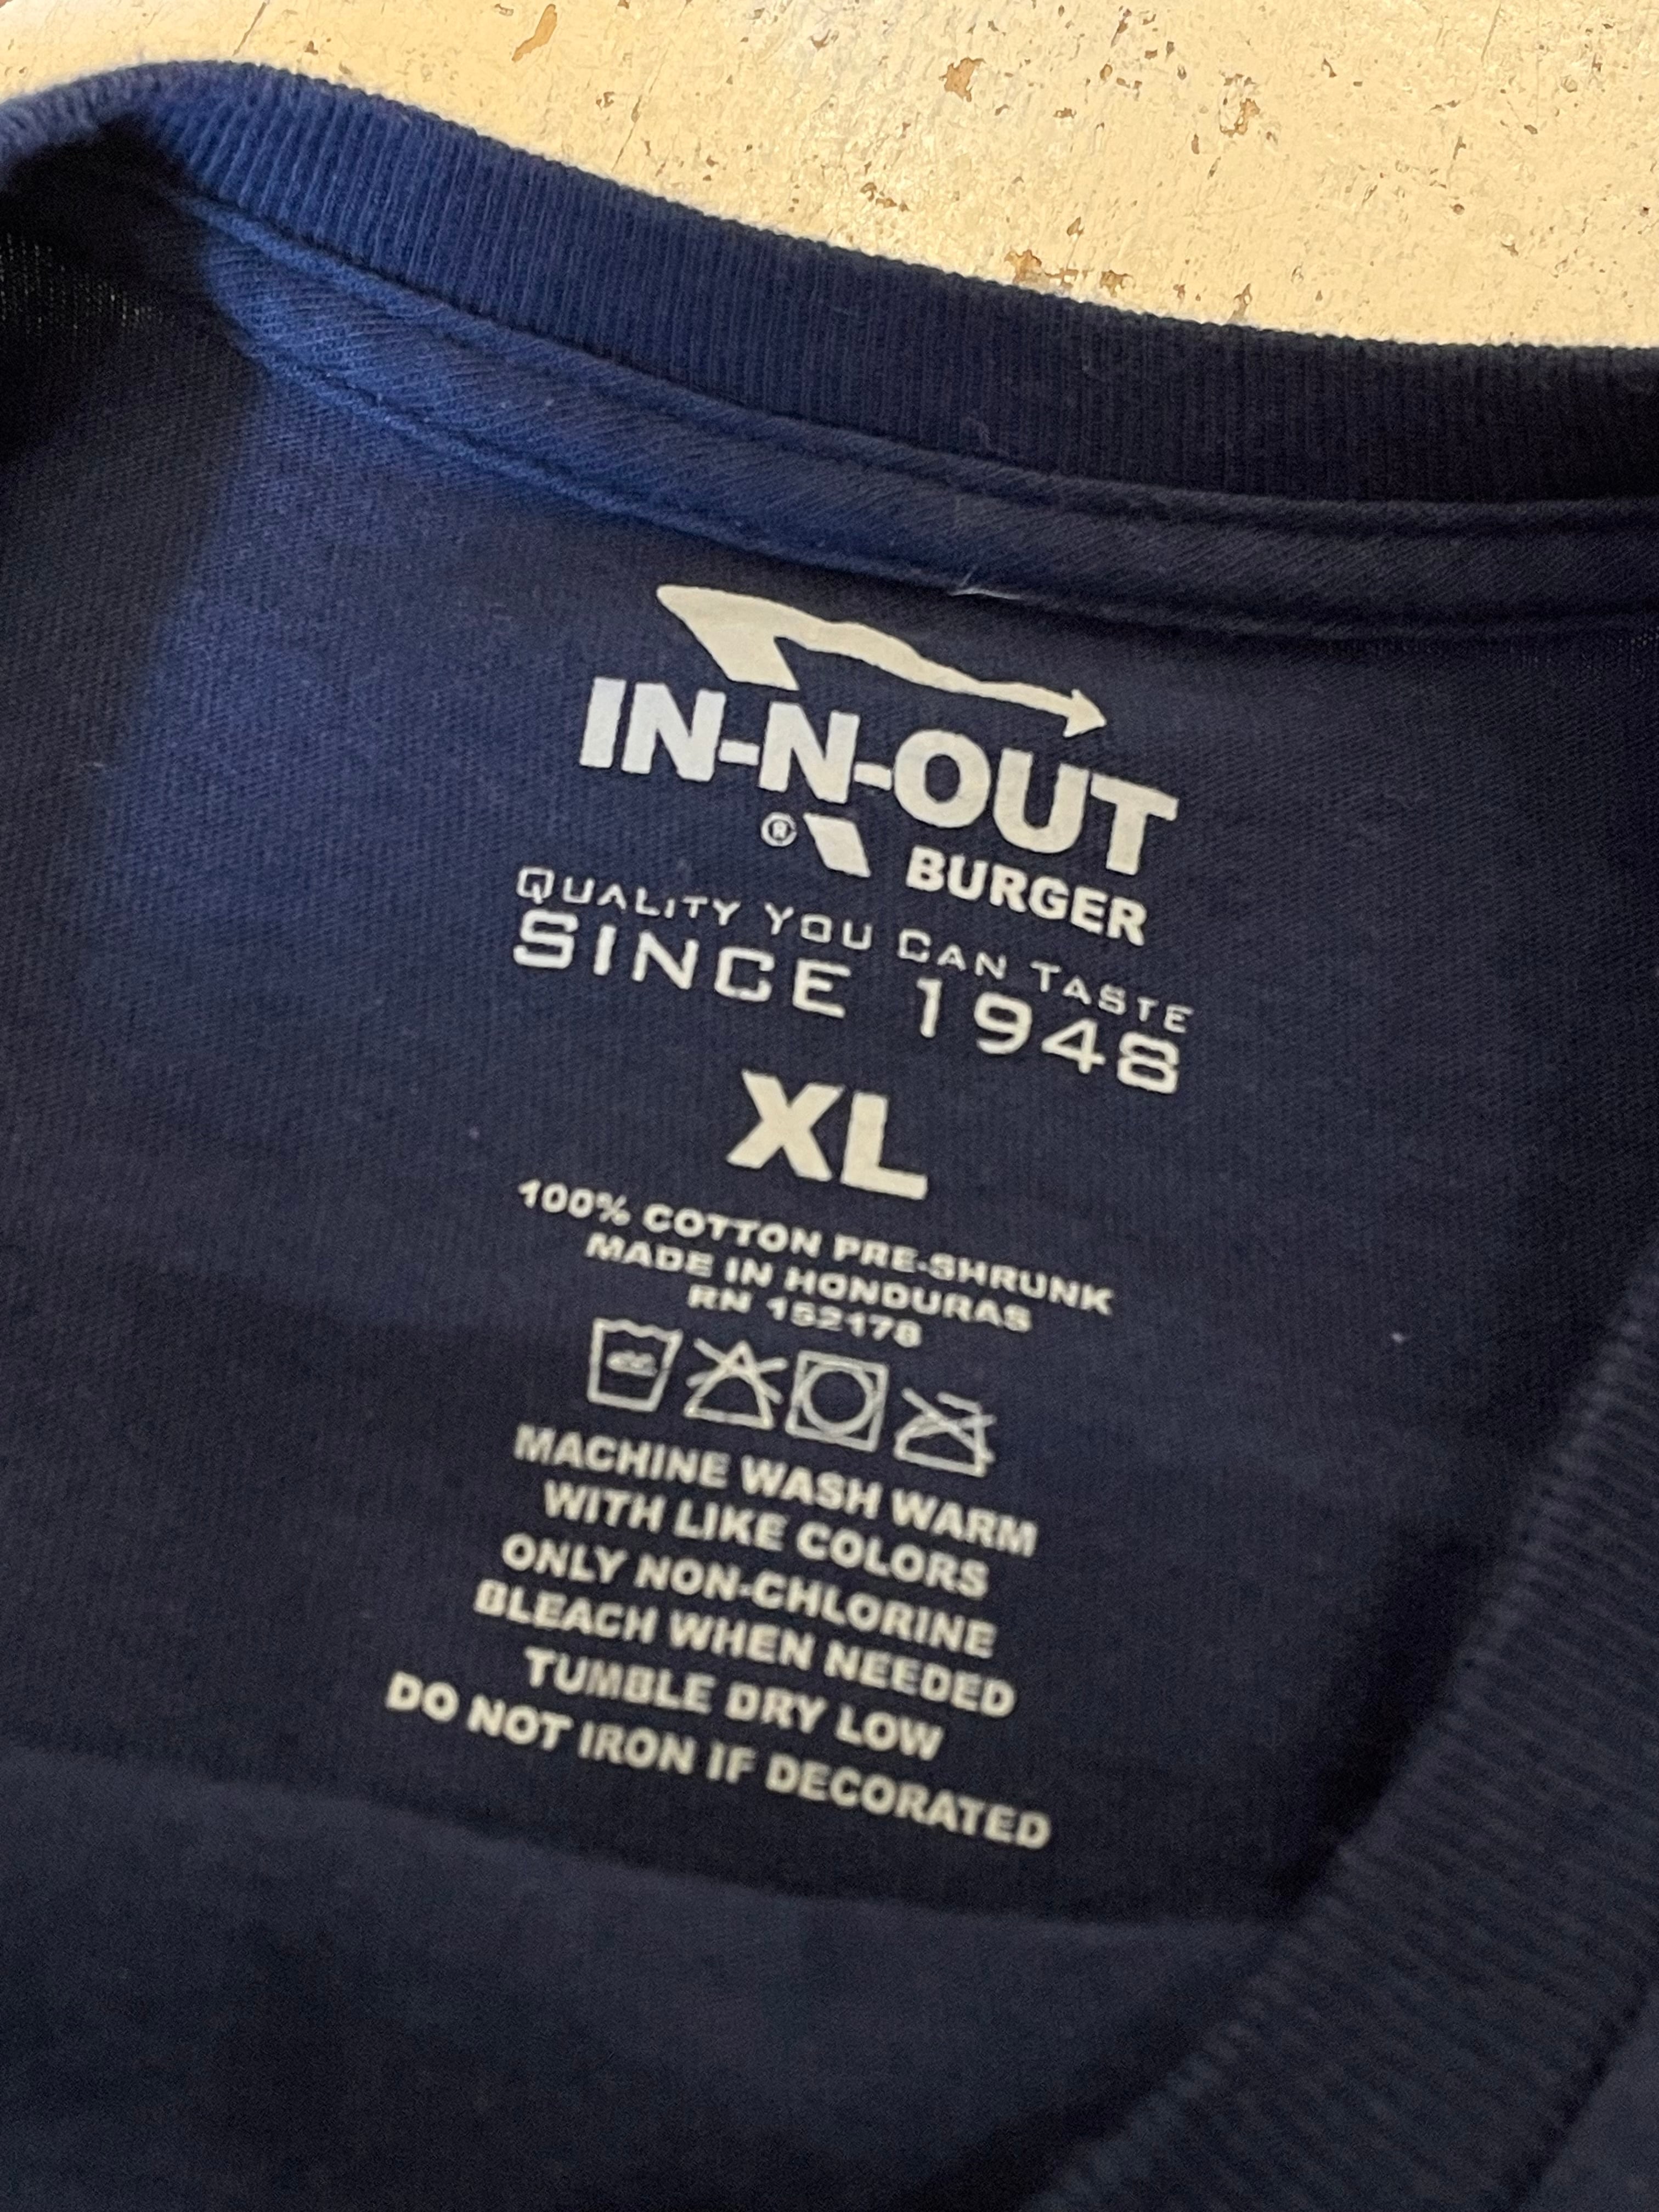 IN-N-OUT
® BURGER
QUALITY YOU CAN TASTE
SINCE 1948
XL
100% COTTON PRE-SHRUNK
MADE IN HONDURAS
RN 152178
MACHINE WASH WARM
WITH LIKE COLORS
ONLY NON-CHLORINE
BLEACH WHEN NEEDED
TUMBLE DRY LOW
DO NOT IRON IF DECORATED